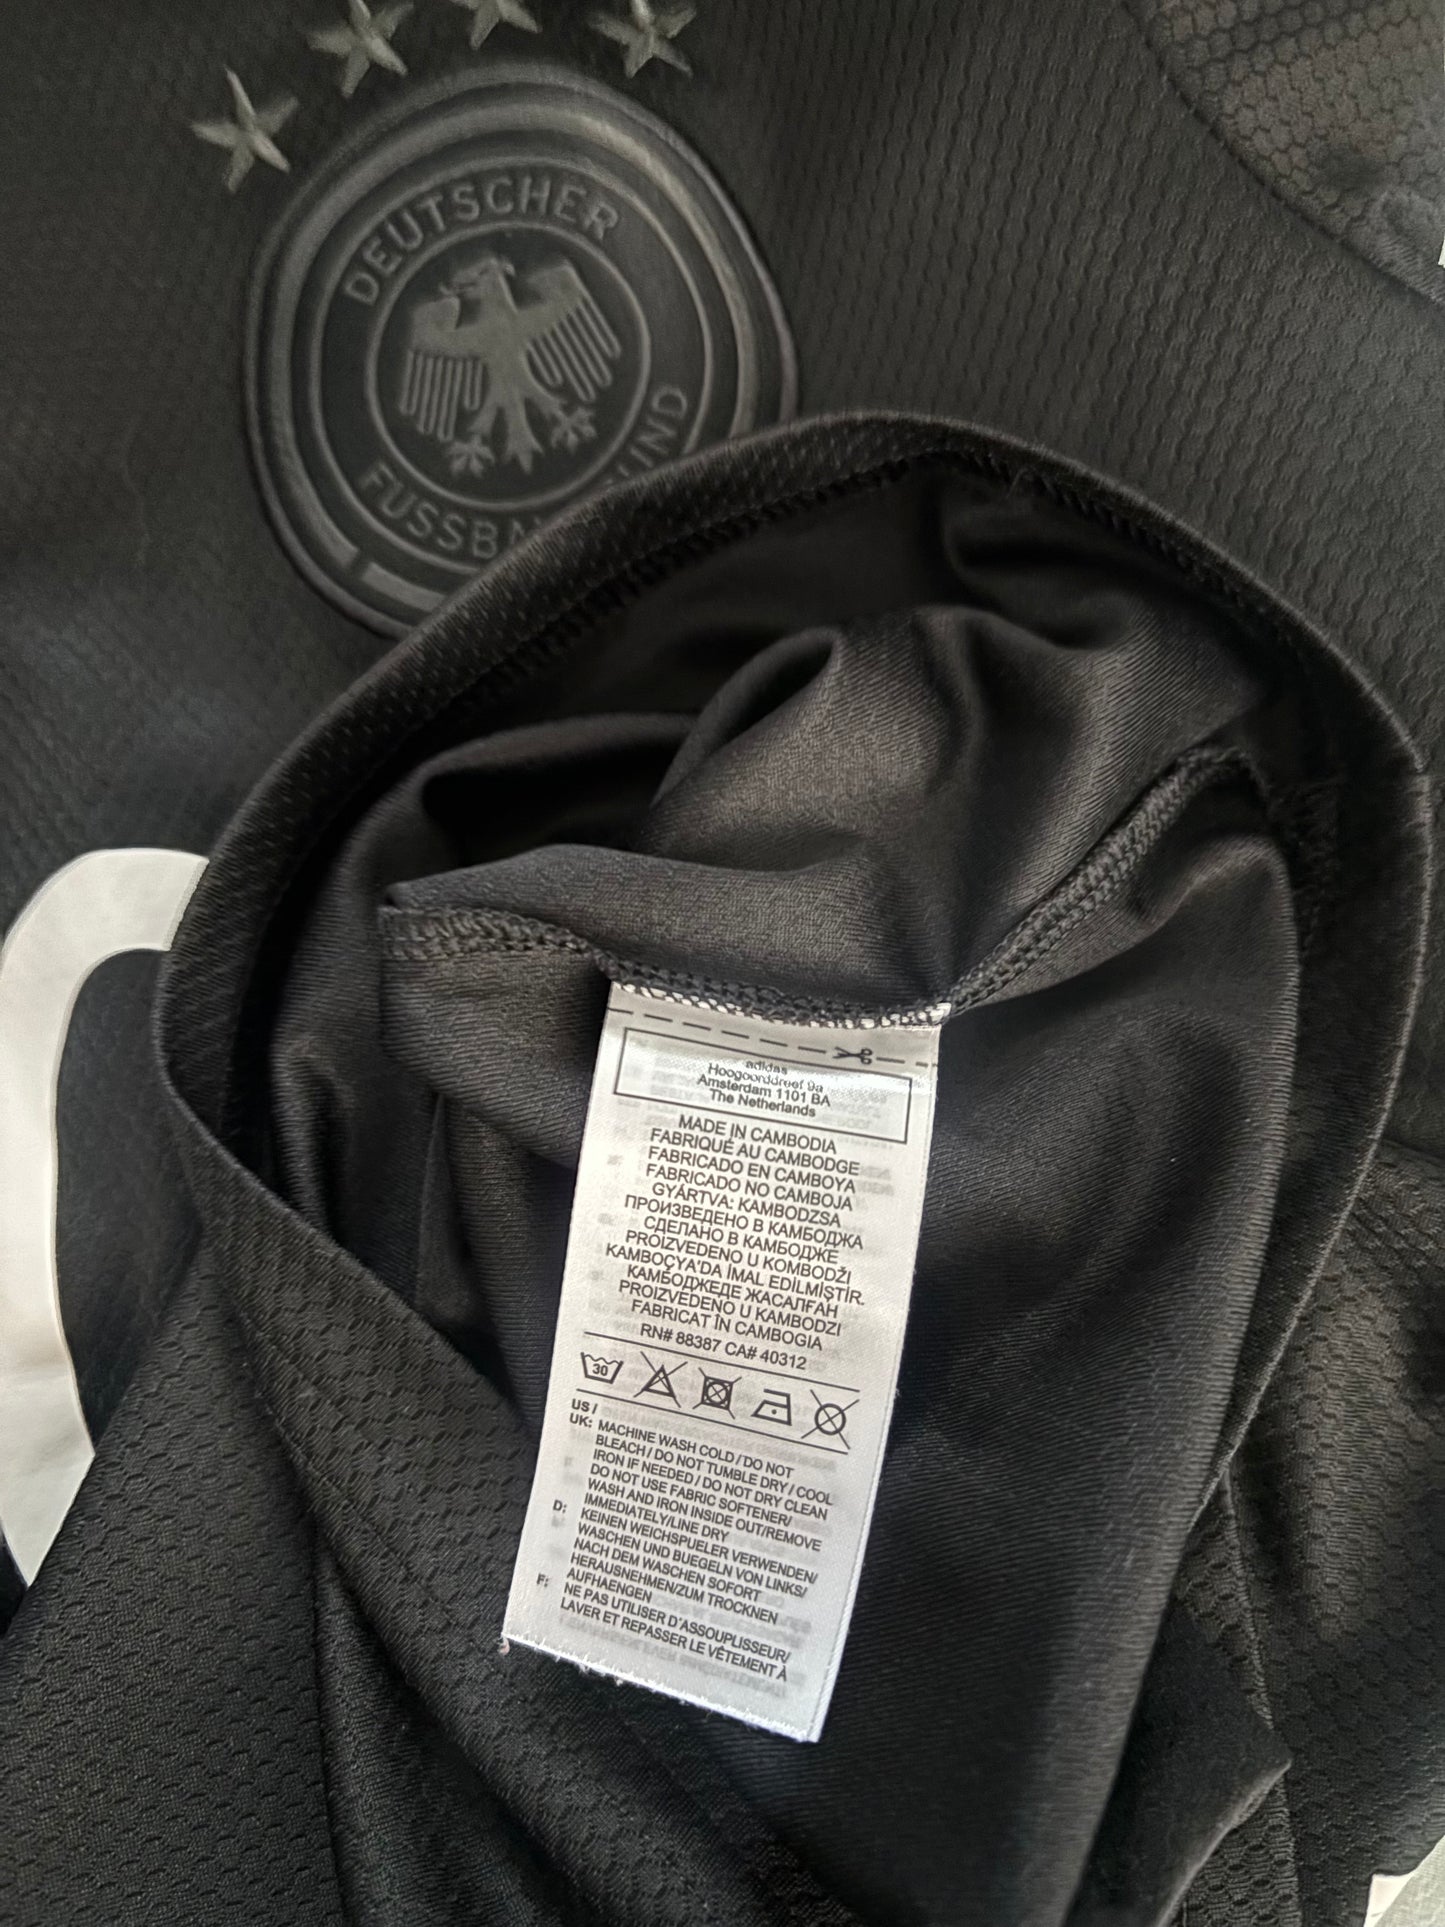 DEUTSCHER
FUSSBA
UND
adidas
Hoogoorddreef 9a
Amsterdam 1101 BA
The Netherlands
MADE IN CAMBODIA
FABRIQUÉ AU CAMBODGE
FABRICADO EN CAMBOYA
FABRICADO NO CAMBOJA
GYÁRTVA: KAMBODZSA
ПРОИЗВЕДЕНО В КАМБОДЖА
СДЕЛАНО В КАМБОДЖЕ
PROIZVEDENO U KOMBODŽI
KAMBOÇYA'DA İMAL EDİLMİŞTİR.
КАМБОДЖЕДЕ ЖАСАЛҒАН
PROIZVEDENO U KAMBODZI
FABRICAT ÎN CAMBOGIA
RN# 88387 CA# 40312
30
US /
UK: MACHINE WASH COLD / DO NOT
BLEACH / DO NOT TUMBLE DRY / COOL
IRON IF NEEDED / DO NOT DRY CLEAN
DO NOT USE FABRIC SOFTENER/
WASH AND IRON INSIDE OUT/REMOVE
IMMEDIATELY/LINE DRY
D: KEINEN WEICHSPUELER VERWENDEN/
WASCHEN UND BUEGELN VON LINKS/
NACH DEM WASCHEN SOFORT
HERAUSNEHMEN/ZUM TROCKNEN
AUFHAENGEN
F: NE PAS UTILISER D'ASSOUPLISSEUR/
LAVER ET REPASSER LE VÊTEMENT À